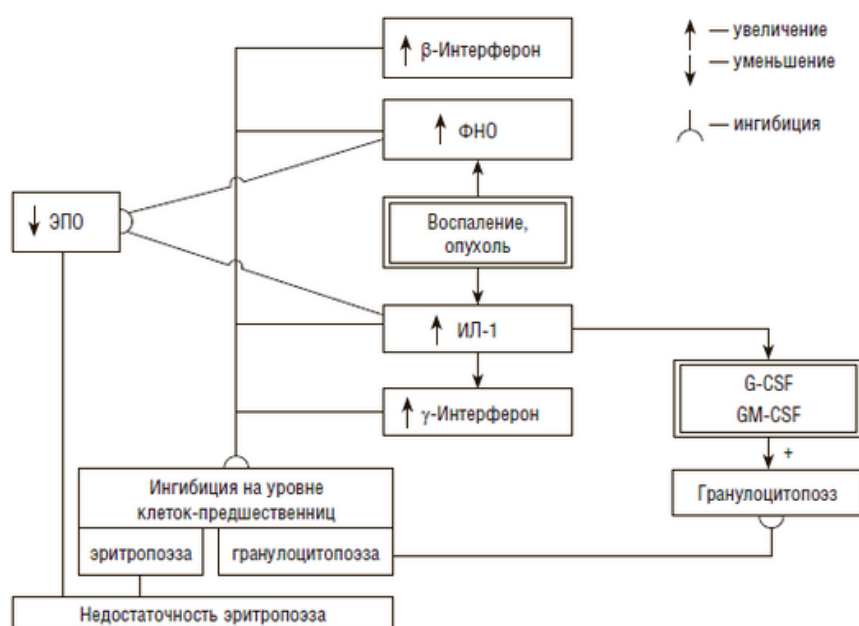 ↑ β-Интерферон
↑ — увеличение
↓ — уменьшение
— ингибиция
↑ ФНО
↓ ЭПО
Воспаление,
опухоль
↑ ИЛ-1
G-CSF
GM-CSF
↑ γ-Интерферон
+
Ингибиция на уровне
клеток-предшественниц
Гранулоцитопоэз
эритропоэза
гранулоцитопоэза
Недостаточность эритропоэза